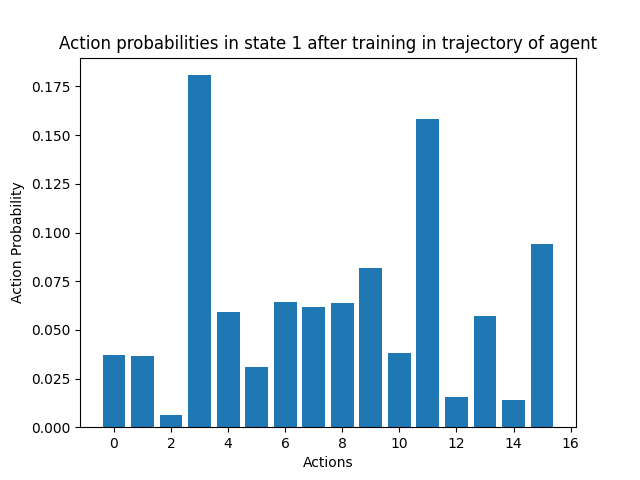 Action probabilities in state 1 after training in trajectory of agent
0.175
0.150
0.125
0.100
0.075
0.050
0.025
0.000
Action Probability
0 2 4 6 8 10 12 14 16
Actions